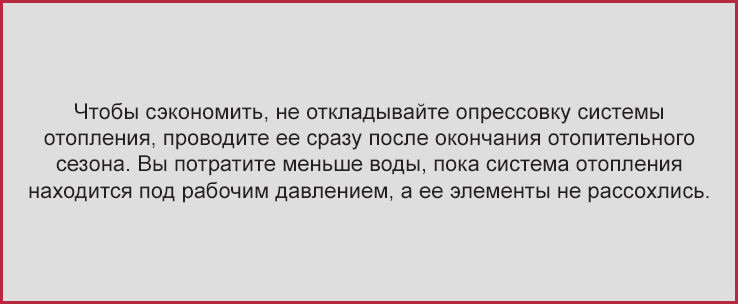 Чтобы сэкономить, не откладывайте опрессовку системы
отопления, проводите ее сразу после окончания отопительного
сезона. Вы потратите меньше воды, пока система отопления
находится под рабочим давлением, а ее элементы не рассохлись.